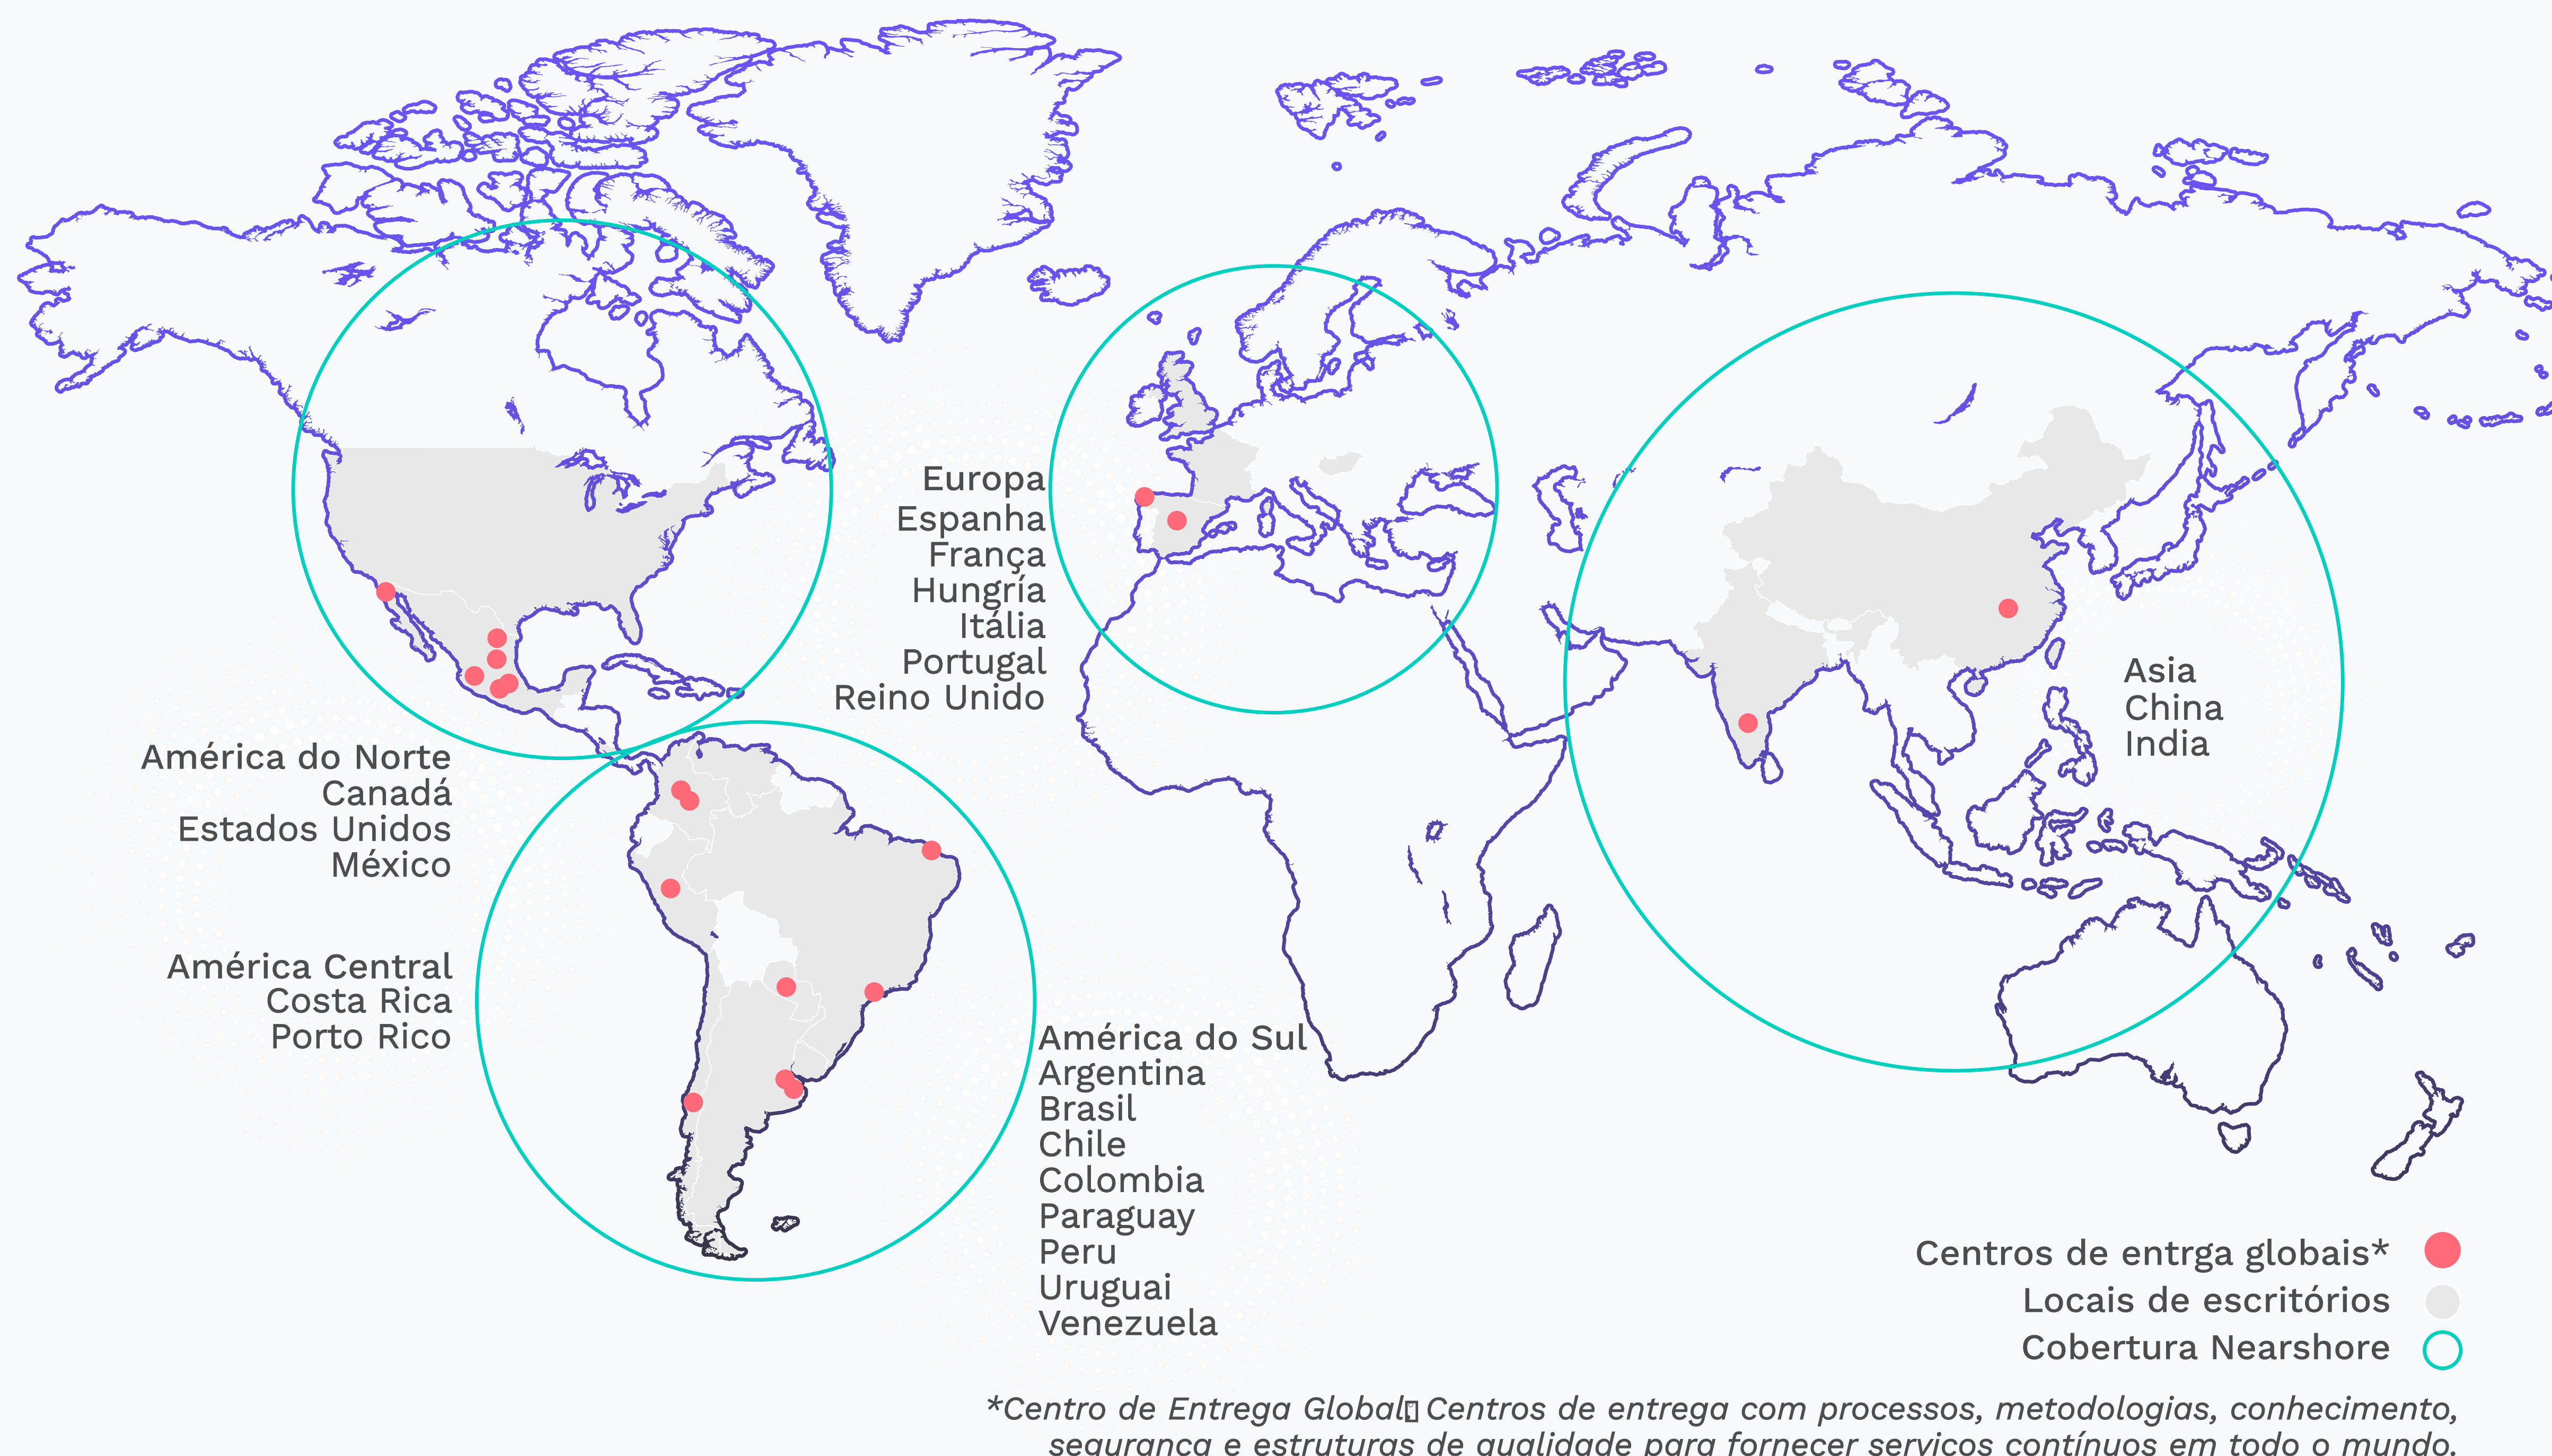 Europa
Espanha
França
Hungría
Itália
Portugal
Reino Unido
Asia
China
India
América do Norte
Canadá
Estados Unidos
México
América Central
Costa Rica
Porto Rico
América do Sul
Argentina
Brasil
Chile
Colombia
Paraguay
Peru
Uruguai
Venezuela
Centros de entrga globais*
Locais de escritórios
Cobertura Nearshore
*Centro de Entrega Global Centros de entrega com processos, metodologias, conhecimento,
segurança e estruturas de qualidade para fornecer serviços contínuos em todo o mundo.